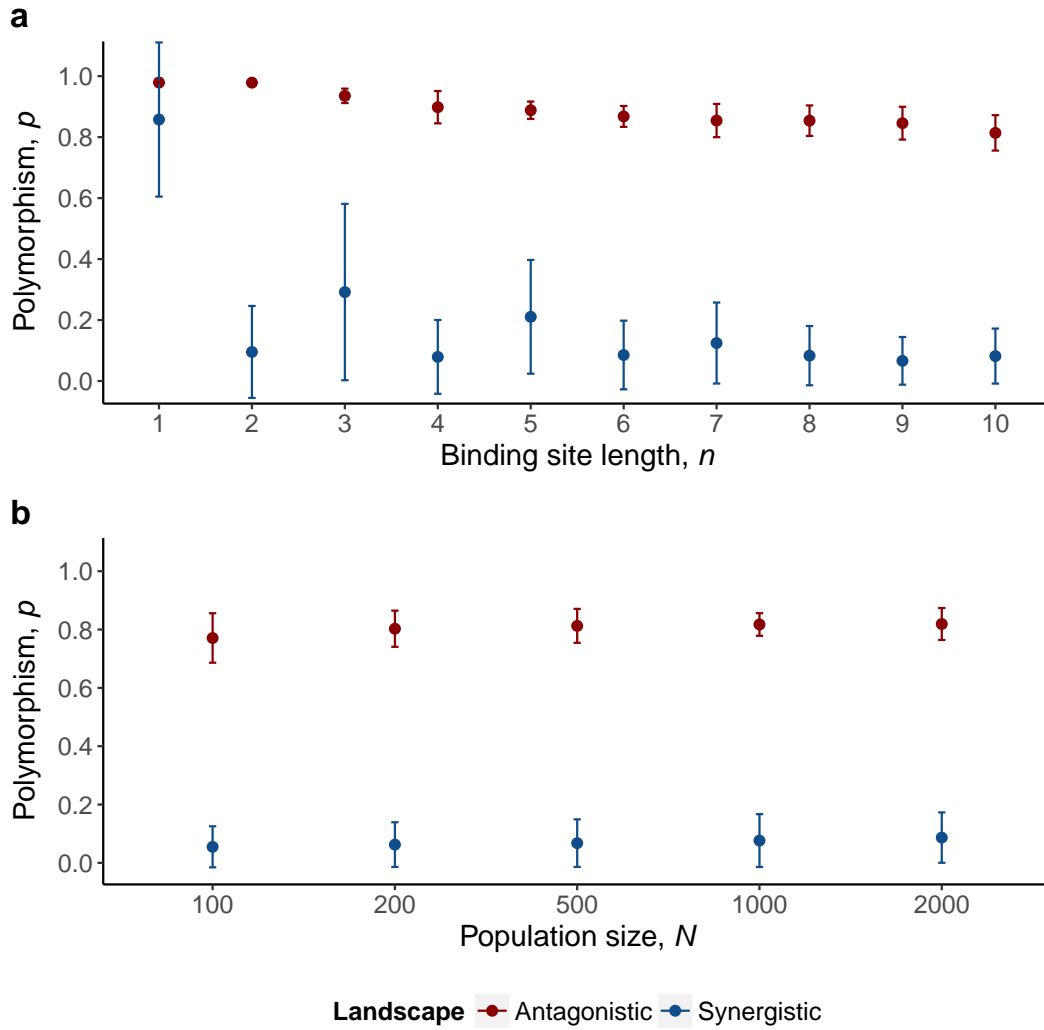 a
1.0
0.8
0.6
0.4
0.2
0.0
Polymorphism, p
1 2 3 4 5 6 7 8 9 10
Binding site length, n
b
1.0
0.8
0.6
0.4
0.2
0.0
Polymorphism, p
100 200 500 1000 2000
Population size, N
Landscape Antagonistic Synergistic